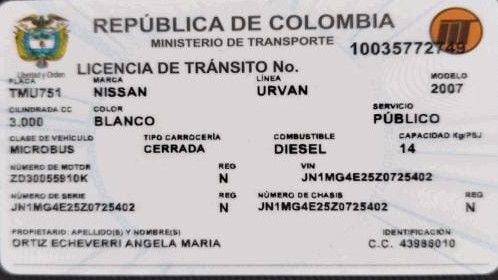 REPÚBLICA DE COLOMBIA
MINISTERIO DE TRANSPORTE
Libertad y Orden
LICENCIA DE TRÁNSITO No. 10035772749
PLACA MARCA LÍNEA MODELO
TMU751 NISSAN URVAN 2007
CILINDRADA CC COLOR SERVICIO
3.000 BLANCO PÚBLICO
CLASE DE VEHÍCULO TIPO CARROCERÍA COMBUSTIBLE CAPACIDAD Kg/PSJ
MICROBUS CERRADA DIESEL 14
NÚMERO DE MOTOR REG VIN
ZD30055910K N JN1MG4E25Z0725402
NÚMERO DE SERIE REG NÚMERO DE CHASIS REG
JN1MG4E25Z0725402 N JN1MG4E25Z0725402 N
PROPIETARIO: APELLIDO(S) Y NOMBRE(S) IDENTIFICACIÓN
ORTIZ ECHEVERRI ANGELA MARIA C.C. 43986010